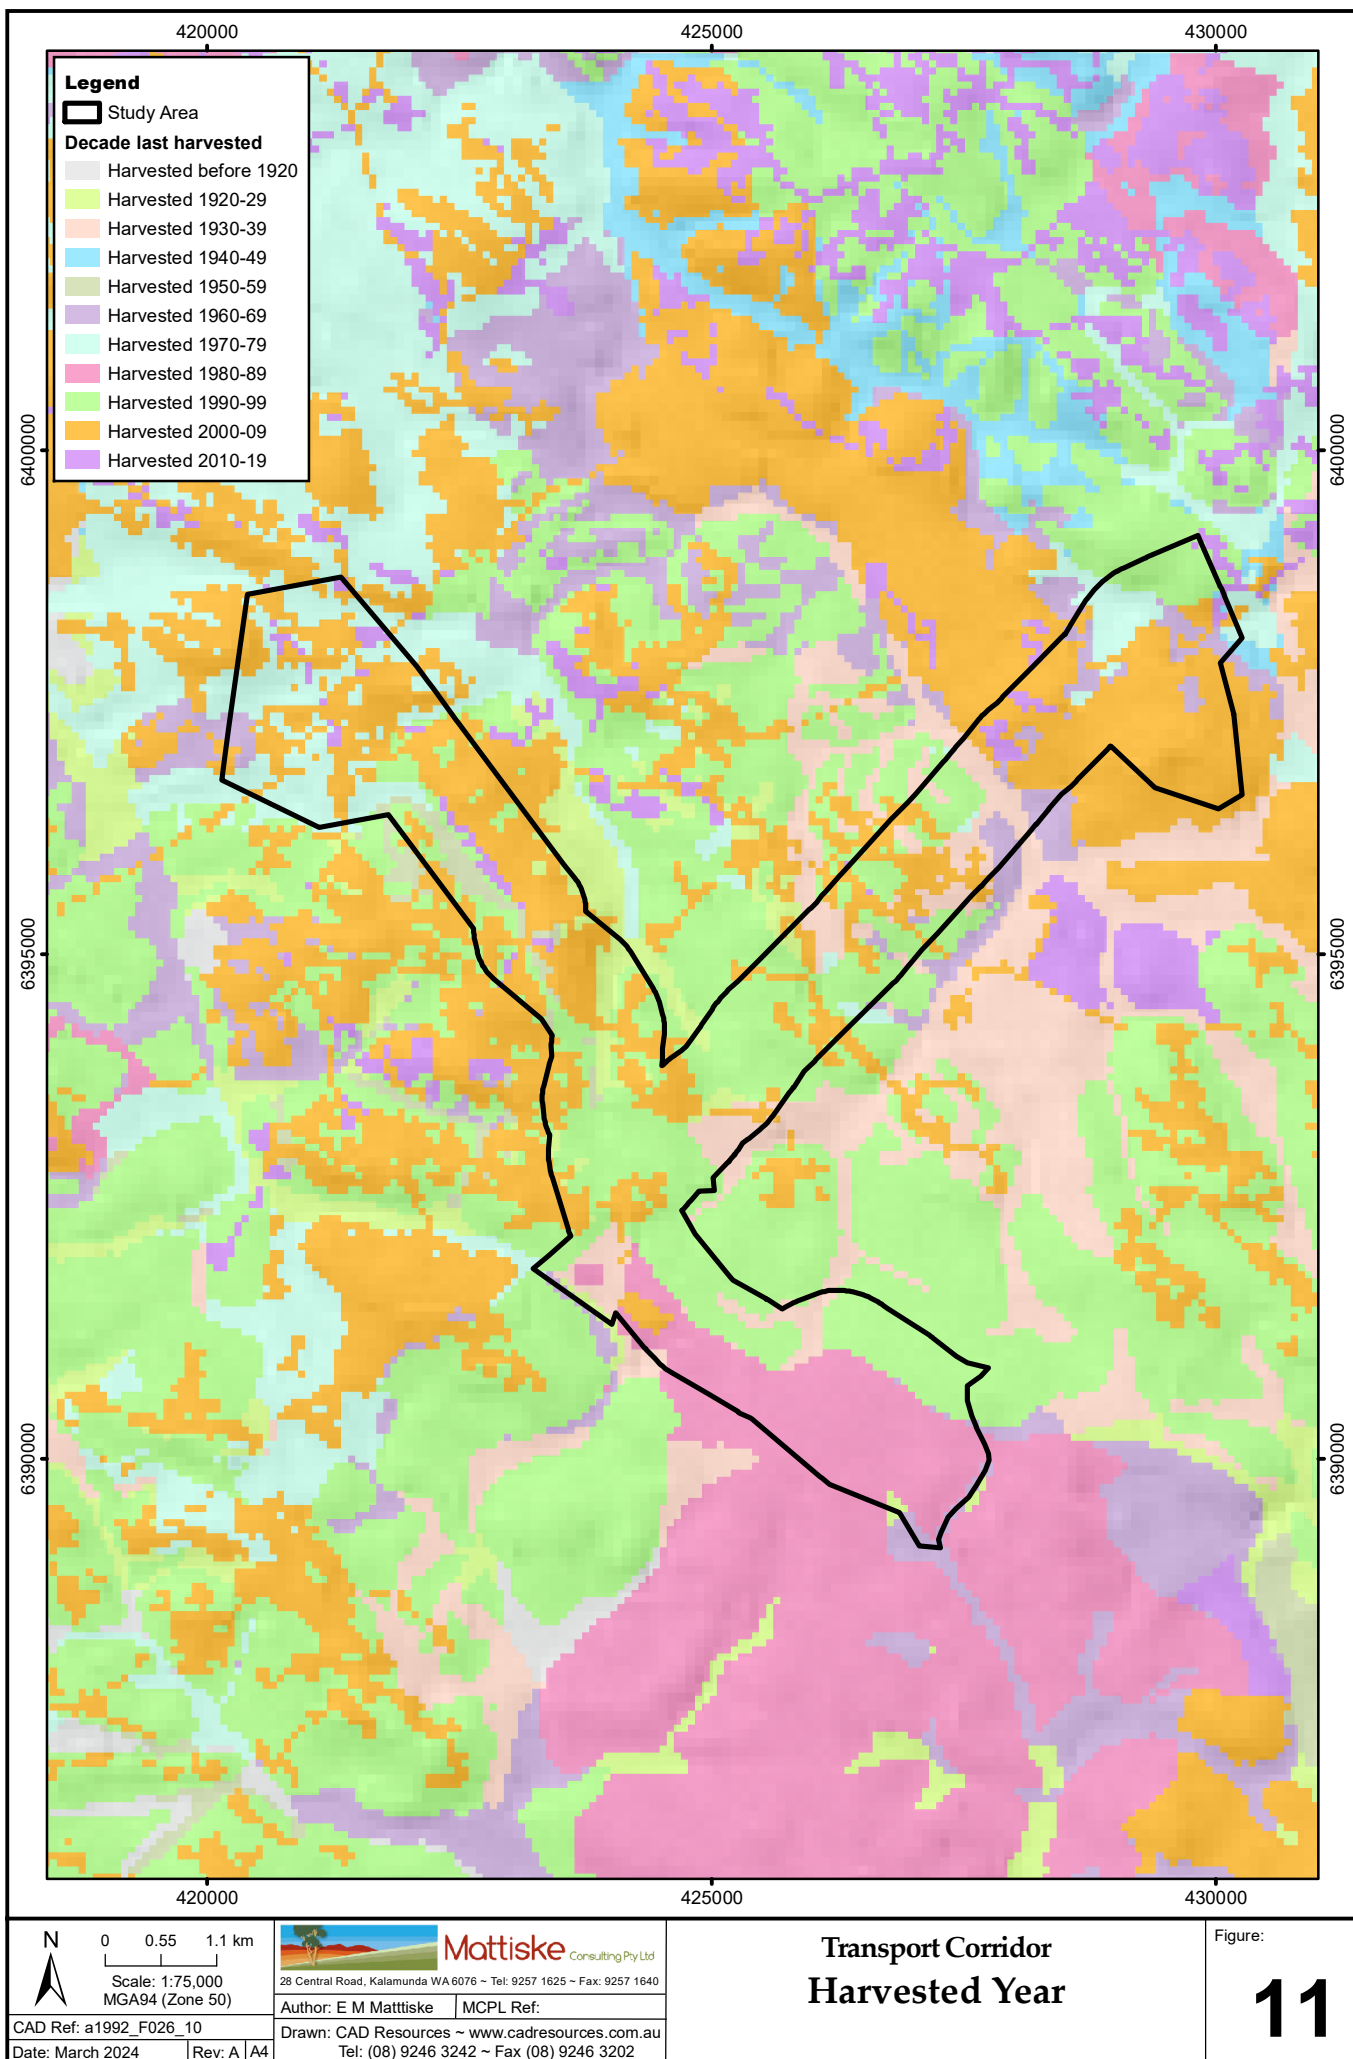 420000
425000
430000
Legend
Study Area
Decade last harvested
Harvested before 1920
Harvested 1920-29
Harvested 1930-39
Harvested 1940-49
Harvested 1950-59
Harvested 1960-69
Harvested 1970-79
Harvested 1980-89
Harvested 1990-99
Harvested 2000-09
Harvested 2010-19
6400000
6400000
6395000
6395000
6390000
6390000
420000
425000
430000
N
0 0.55 1.1 km
Scale: 1:75,000
MGA94 (Zone 50)
CAD Ref: a1992_F026_10
Date: March 2024
Rev: A
A4
Mattiske Consulting Pty Ltd
28 Central Road, Kalamunda WA 6076 ~ Tel: 9257 1625 ~ Fax: 9257 1640
Author: E M Matttiske
MCPL Ref:
Drawn: CAD Resources ~ www.cadresources.com.au
Tel: (08) 9246 3242 ~ Fax (08) 9246 3202
Transport Corridor
Harvested Year
Figure:
11